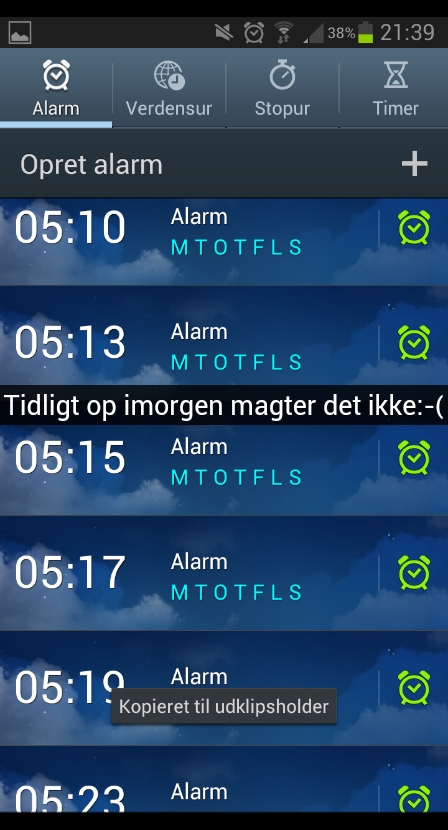 38% 21:39
Alarm Verdensur Stopur Timer
Opret alarm +
05:10 Alarm
M T O T F L S
05:13 Alarm
M T O T F L S
Tidligt op imorgen magter det ikke:-(
05:15 Alarm
M T O T F L S
05:17 Alarm
M T O T F L S
05:19 Alarm
Kopieret til udklipsholder
05:23 Alarm